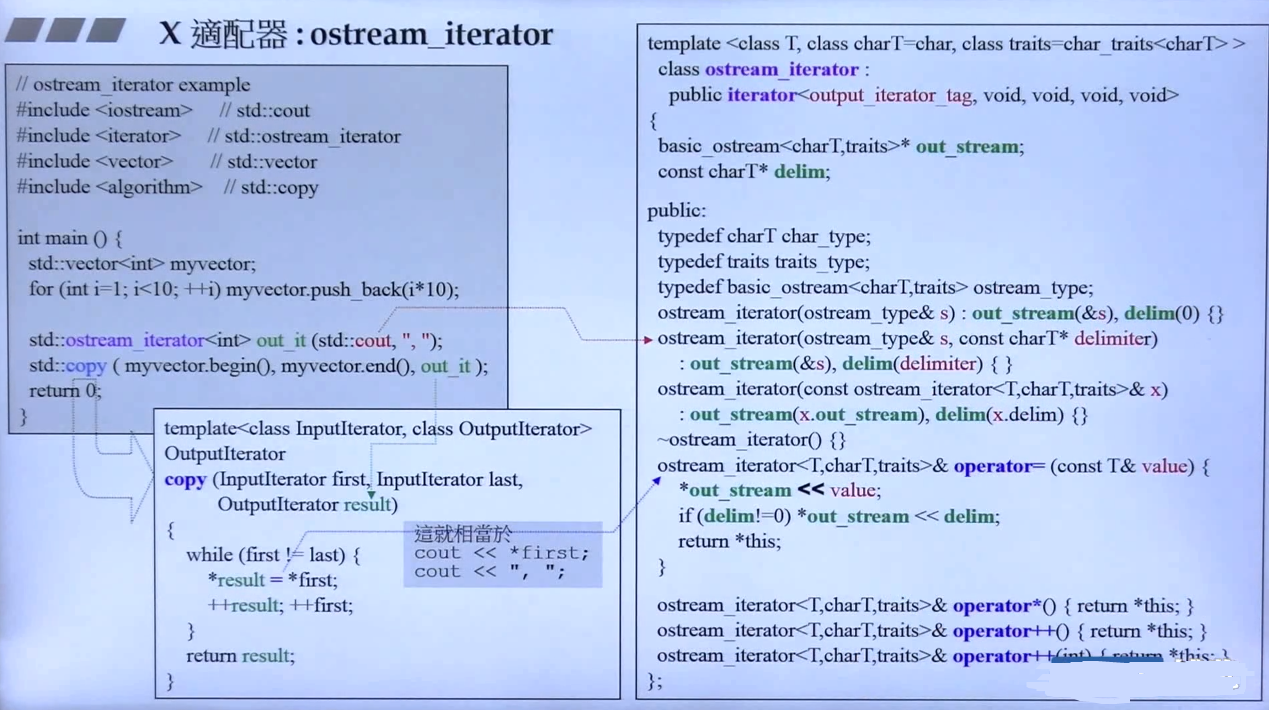 X 適配器 : ostream_iterator
// ostream_iterator example
#include <iostream> // std::cout
#include <iterator> // std::ostream_iterator
#include <vector> // std::vector
#include <algorithm> // std::copy
int main () {
std::vector<int> myvector;
for (int i=1; i<10; ++i) myvector.push_back(i*10);
std::ostream_iterator<int> out_it (std::cout, ", ");
std::copy ( myvector.begin(), myvector.end(), out_it );
return 0;
}
template<class InputIterator, class OutputIterator>
OutputIterator
copy (InputIterator first, InputIterator last,
OutputIterator result)
{
while (first != last) {
*result = *first;
++result; ++first;
}
return result;
}
這就相當於
cout << *first;
cout << ", ";
template <class T, class charT=char, class traits=char_traits<charT> >
class ostream_iterator :
public iterator<output_iterator_tag, void, void, void, void>
{
basic_ostream<charT,traits>* out_stream;
const charT* delim;
public:
typedef charT char_type;
typedef traits traits_type;
typedef basic_ostream<charT,traits> ostream_type;
ostream_iterator(ostream_type& s) : out_stream(&s), delim(0) {}
ostream_iterator(ostream_type& s, const charT* delimiter)
: out_stream(&s), delim(delimiter) { }
ostream_iterator(const ostream_iterator<T,charT,traits>& x)
: out_stream(x.out_stream), delim(x.delim) {}
~ostream_iterator() {}
ostream_iterator<T,charT,traits>& operator= (const T& value) {
*out_stream << value;
if (delim!=0) *out_stream << delim;
return *this;
}
ostream_iterator<T,charT,traits>& operator*() { return *this; }
ostream_iterator<T,charT,traits>& operator++() { return *this; }
ostream_iterator<T,charT,traits>& operator++(int) { return *this; }
};